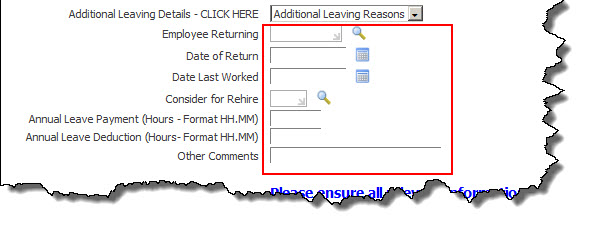 Additional Leaving Details - CLICK HERE Additional Leaving Reasons
Employee Returning
Date of Return
Date Last Worked
Consider for Rehire
Annual Leave Payment (Hours - Format HH.MM)
Annual Leave Deduction (Hours- Format HH.MM)
Other Comments
Please ensure all